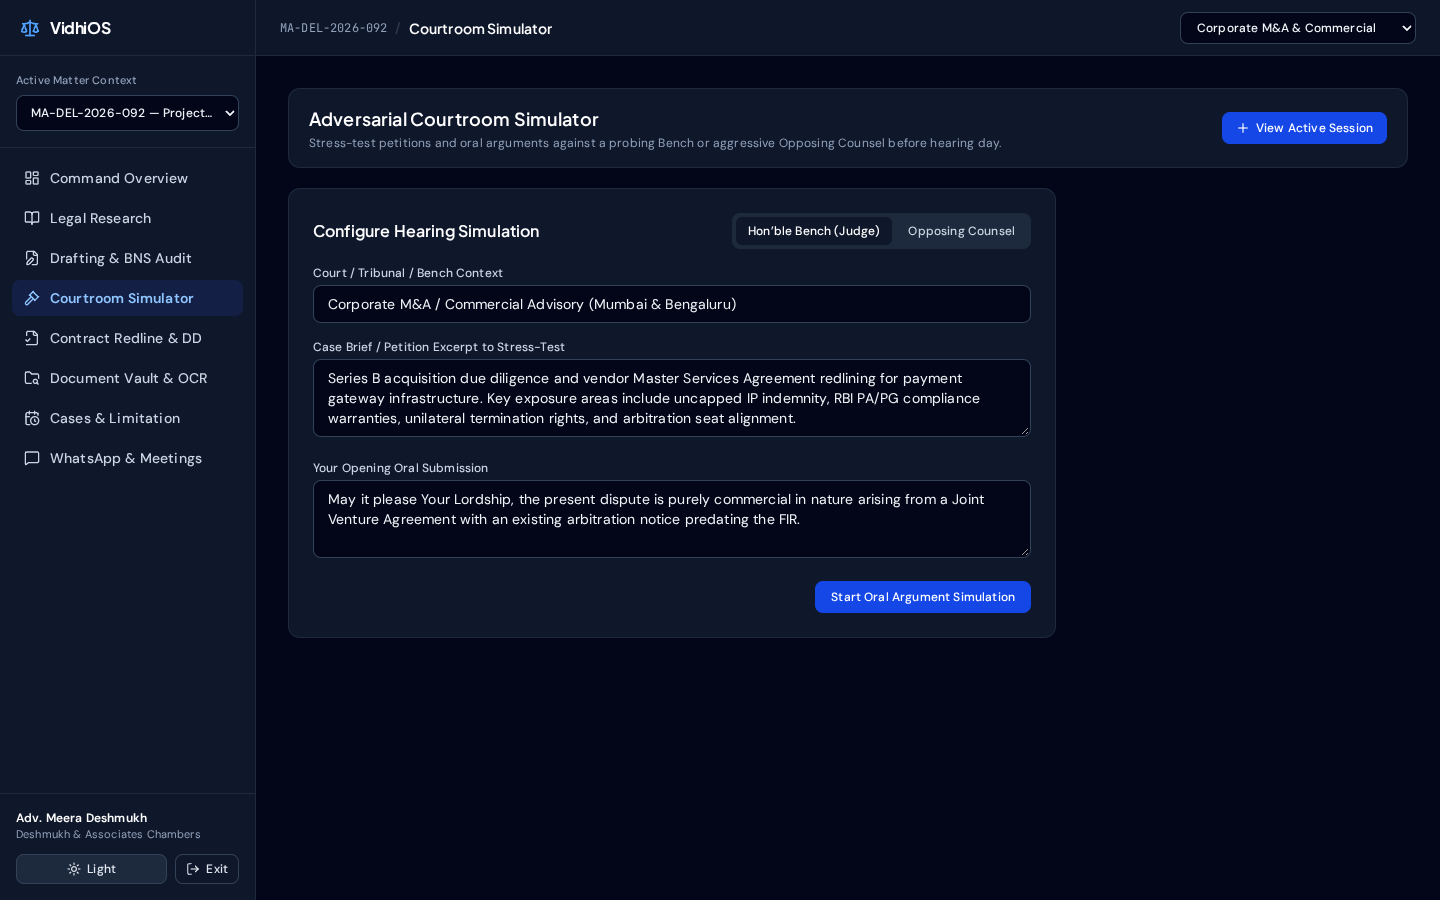 VidhiOS
MA-DEL-2026-092 / Courtroom Simulator
Corporate M&A & Commercial
Active Matter Context
MA-DEL-2026-092 — Project...
Command Overview
Legal Research
Drafting & BNS Audit
Courtroom Simulator
Contract Redline & DD
Document Vault & OCR
Cases & Limitation
WhatsApp & Meetings
Adv. Meera Deshmukh
Deshmukh & Associates Chambers
Light
Exit
Adversarial Courtroom Simulator
Stress-test petitions and oral arguments against a probing Bench or aggressive Opposing Counsel before hearing day.
View Active Session
Configure Hearing Simulation
Hon’ble Bench (Judge)
Opposing Counsel
Court / Tribunal / Bench Context
Corporate M&A / Commercial Advisory (Mumbai & Bengaluru)
Case Brief / Petition Excerpt to Stress-Test
Series B acquisition due diligence and vendor Master Services Agreement redlining for payment
gateway infrastructure. Key exposure areas include uncapped IP indemnity, RBI PA/PG compliance
warranties, unilateral termination rights, and arbitration seat alignment.
Your Opening Oral Submission
May it please Your Lordship, the present dispute is purely commercial in nature arising from a Joint
Venture Agreement with an existing arbitration notice predating the FIR.
Start Oral Argument Simulation